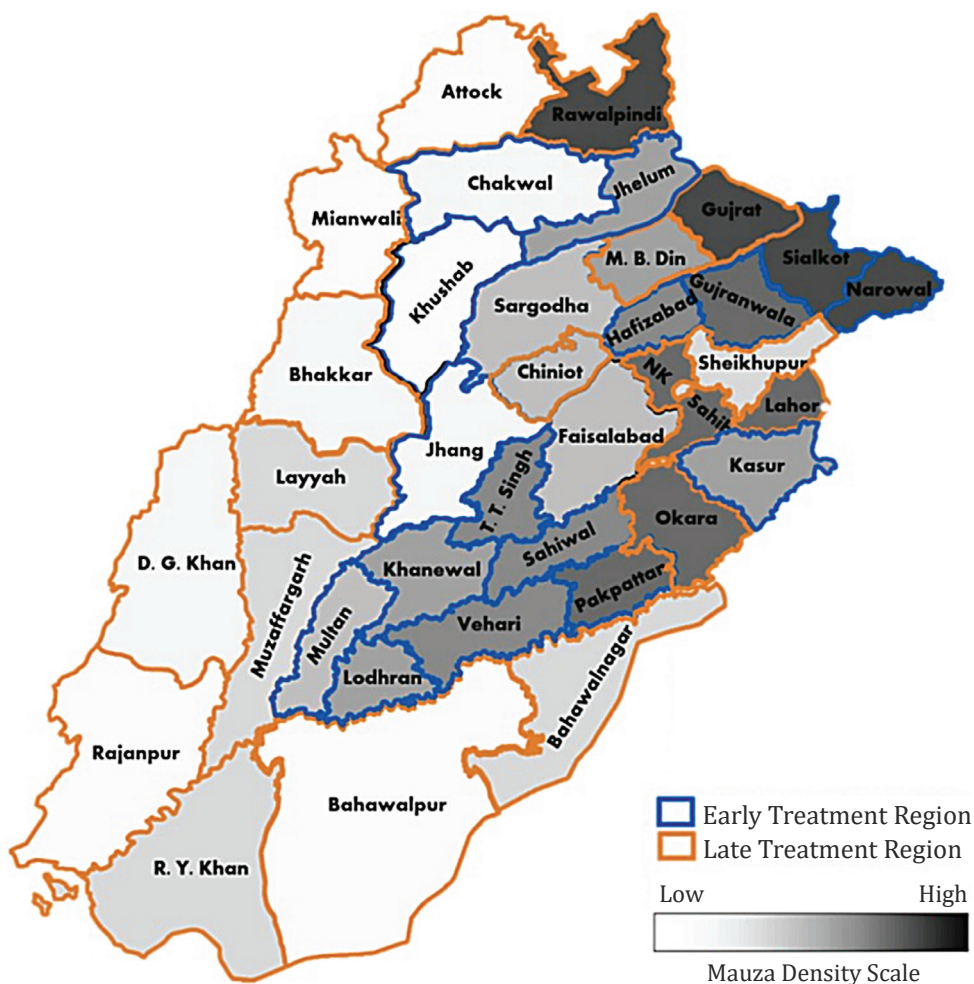 Attock
Rawalpindi
Chakwal
Jhelum
Mianwali
Gujrat
M. B. Din
Sialkot
Khushab
Sargodha
Hafizabad
Gujranwala
Narowal
Bhakkar
Chiniot
NK
Sheikhupur
Sahik
Lahor
Jhang
Faisalabad
Kasur
Layyah
T. T. Singh
Okara
D. G. Khan
Khanewal
Sahiwal
Pakpattar
Muzaffargarh
Multan
Vehari
Lodhran
Bahawalnagar
Rajanpur
Bahawalpur
R. Y. Khan
Early Treatment Region
Late Treatment Region
Low High
Mauza Density Scale